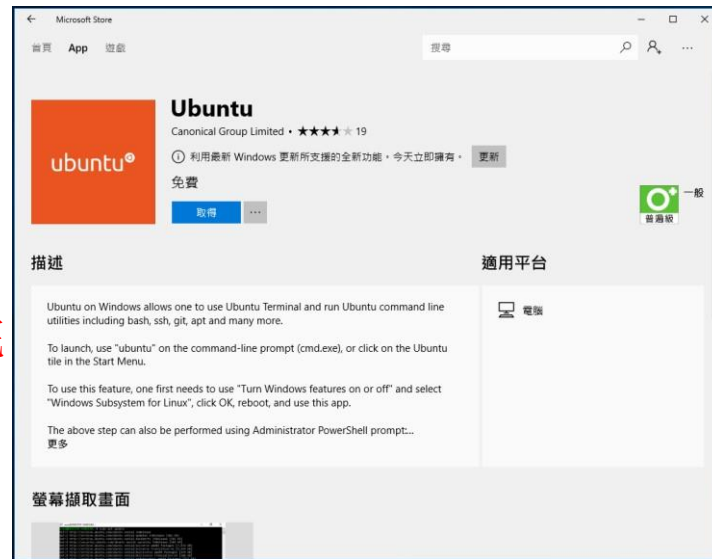 Microsoft Store
首頁 App 遊戲 搜尋
Ubuntu
Canonical Group Limited • 19
利用最新 Windows 更新所支援的全新功能，今天立即擁有。 更新
免費
取得 ...
ubuntu
普遍級 一般
描述
Ubuntu on Windows allows one to use Ubuntu Terminal and run Ubuntu command line
utilities including bash, ssh, git, apt and many more.
To launch, use "ubuntu" on the command-line prompt (cmd.exe), or click on the Ubuntu
tile in the Start Menu.
To use this feature, one first needs to use "Turn Windows features on or off" and select
"Windows Subsystem for Linux", click OK, reboot, and use this app.
The above step can also be performed using Administrator PowerShell prompt:...
更多
適用平台
電腦
螢幕擷取畫面